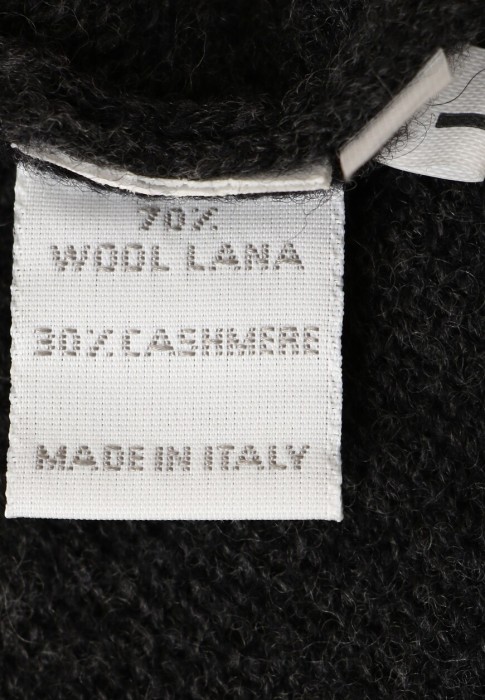 70%
WOOL LANA
30% CASHMERE
MADE IN ITALY